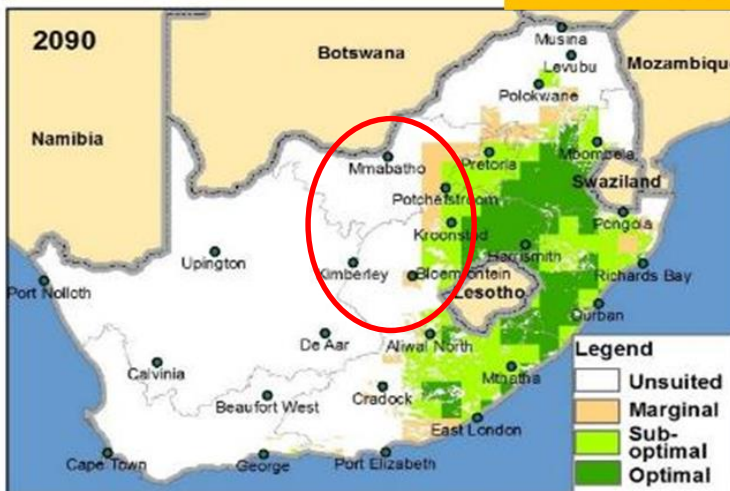 2090
Botswana
Namibia
Mozambique
Musina
Levubu
Polokwane
Mmabatho
Pretoria
Mbombela
Swaziland
Potchefstroom
Pongola
Kroonstad
Upington
Kimberley
Bloemfontein
Harrismith
Richards Bay
Port Nolloth
Lesotho
Durban
De Aar
Aliwal North
Calvinia
Mthatha
Beaufort West
Cradock
East London
Cape Town
George
Port Elizabeth
Legend
Unsuited
Marginal
Sub-
optimal
Optimal